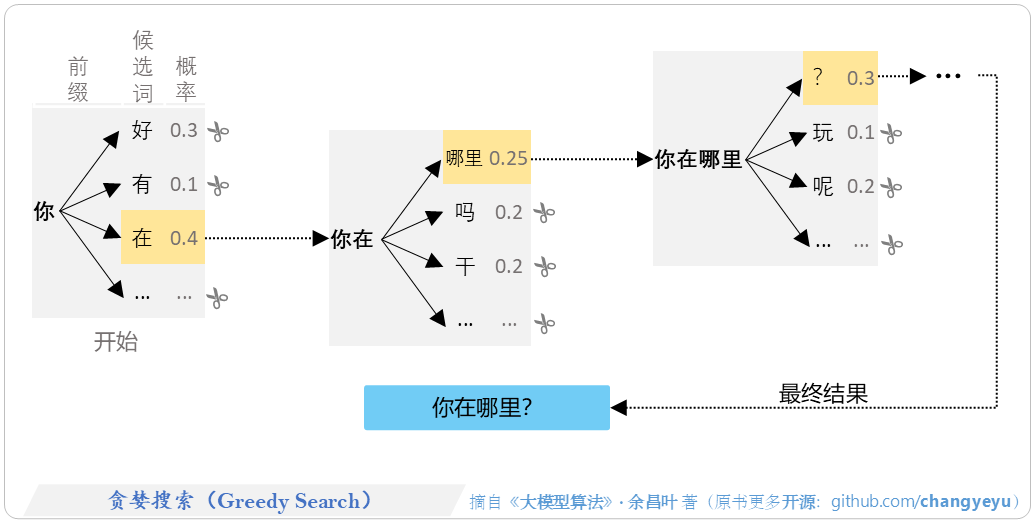 前缀 候选词 概率
你
好 0.3
有 0.1
在 0.4
... ...
开始
你在
哪里 0.25
吗 0.2
干 0.2
... ...
你在哪里
? 0.3
玩 0.1
呢 0.2
... ...
...
最终结果
你在哪里?
贪婪搜索（Greedy Search）
摘自《大模型算法》· 余昌叶 著（原书更多开源：github.com/changyeyu）